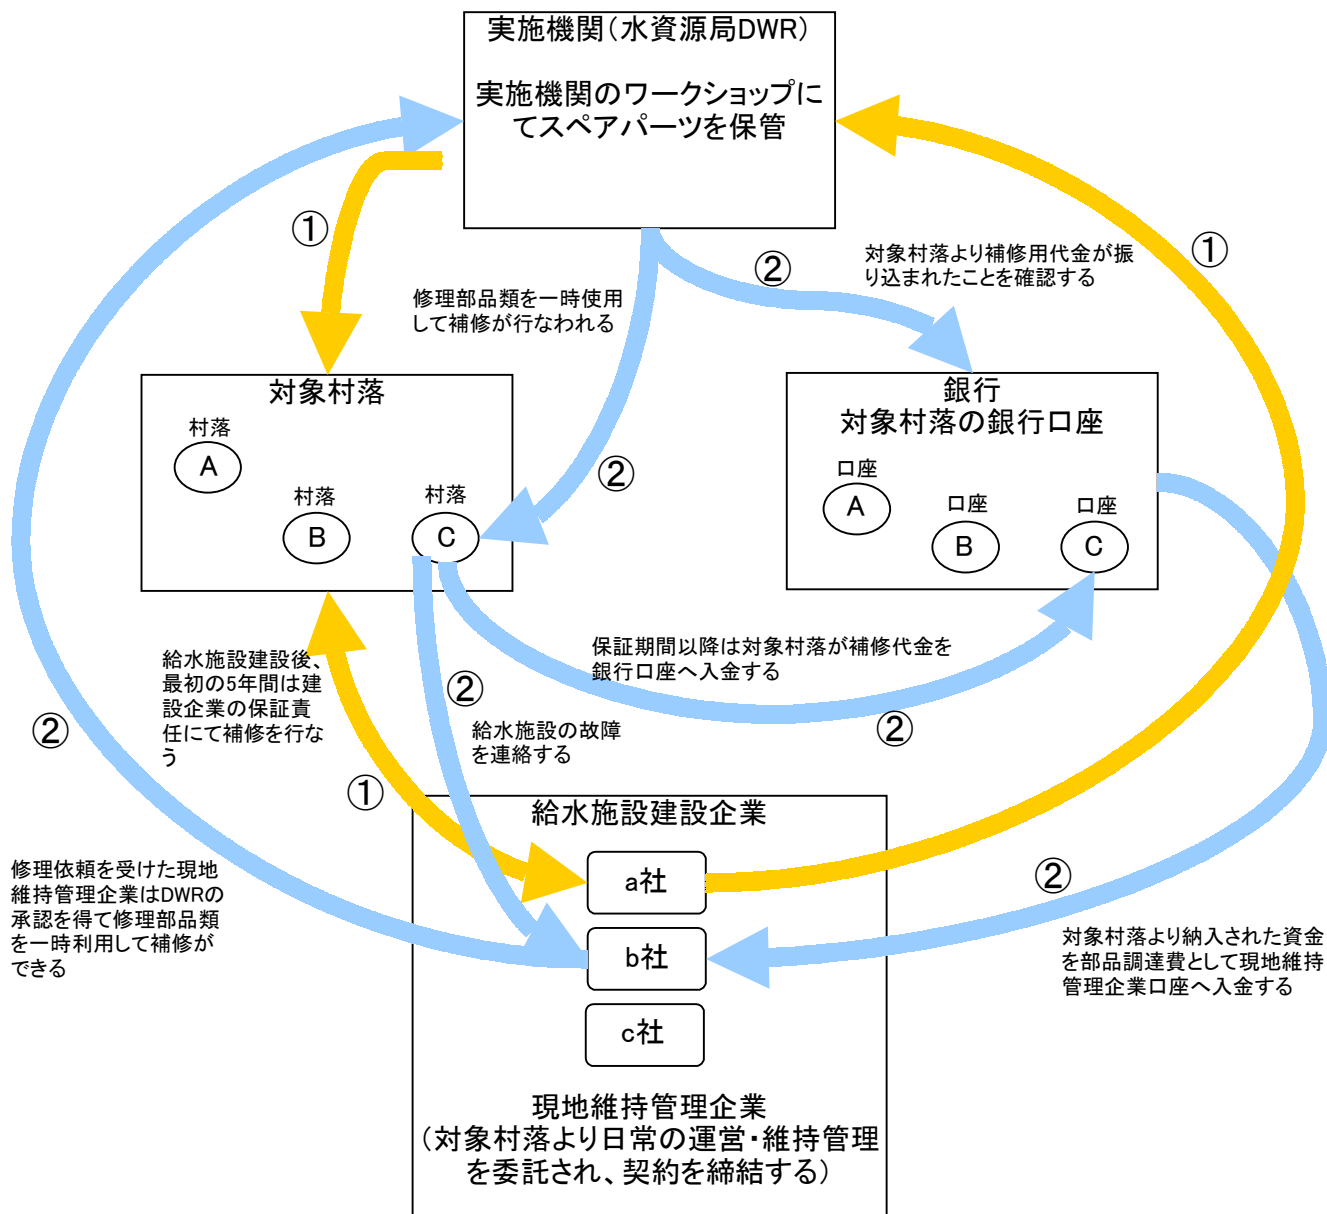 実施機関（水資源局DWR）
実施機関のワークショップに
てスペアパーツを保管
①
①
②
対象村落より補修用代金が振
り込まれたことを確認する
修理部品類を一時使用
して補修が行なわれる
対象村落
村落
A
村落
B
村落
C
②
銀行
対象村落の銀行口座
口座
A
口座
B
口座
C
給水施設建設後、
最初の5年間は建
設企業の保証責
任にて補修を行な
う
保証期間以降は対象村落が補修代金を
銀行口座へ入金する
②
②
給水施設の故障
を連絡する
②
①
給水施設建設企業
a社
b社
c社
現地維持管理企業
（対象村落より日常の運営・維持管理
を委託され、契約を締結する）
修理依頼を受けた現地
維持管理企業はDWRの
承認を得て修理部品類
を一時利用して補修が
できる
②
対象村落より納入された資金
を部品調達費として現地維持
管理企業口座へ入金する